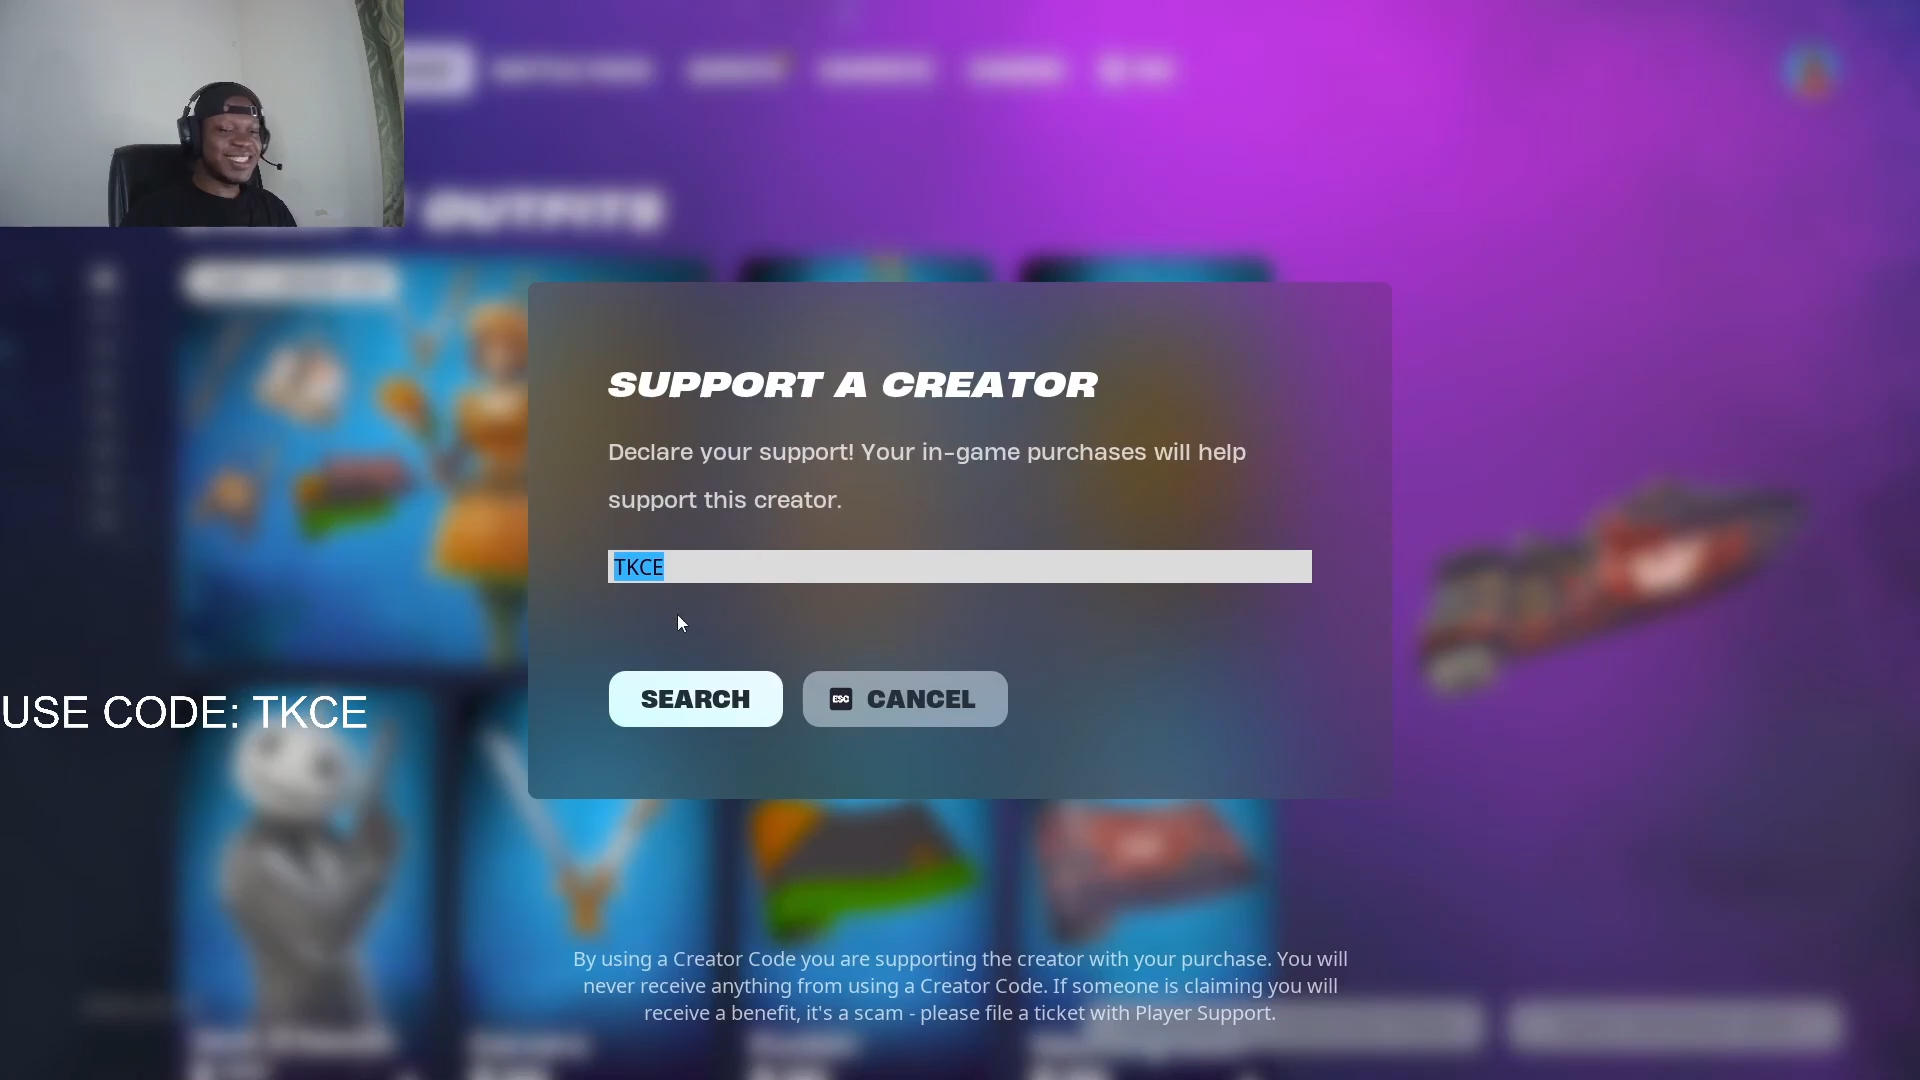 OUTFITS
SUPPORT A CREATOR
Declare your support! Your in-game purchases will help
support this creator.
TKCE
SEARCH
ESC CANCEL
USE CODE: TKCE
By using a Creator Code you are supporting the creator with your purchase. You will
never receive anything from using a Creator Code. If someone is claiming you will
receive a benefit, it's a scam - please file a ticket with Player Support.